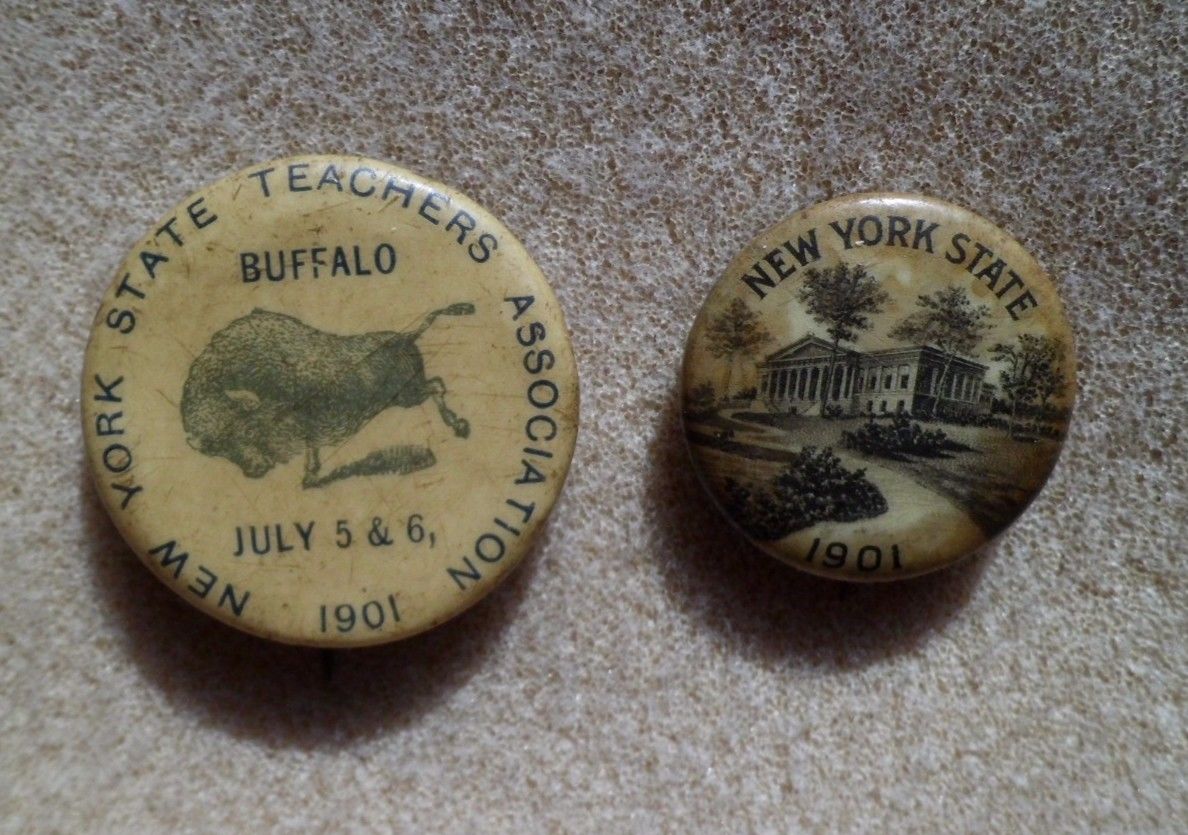 NEW YORK STATE TEACHERS ASSOCIATION
BUFFALO
JULY 5 & 6,
1901
NEW YORK STATE
1901